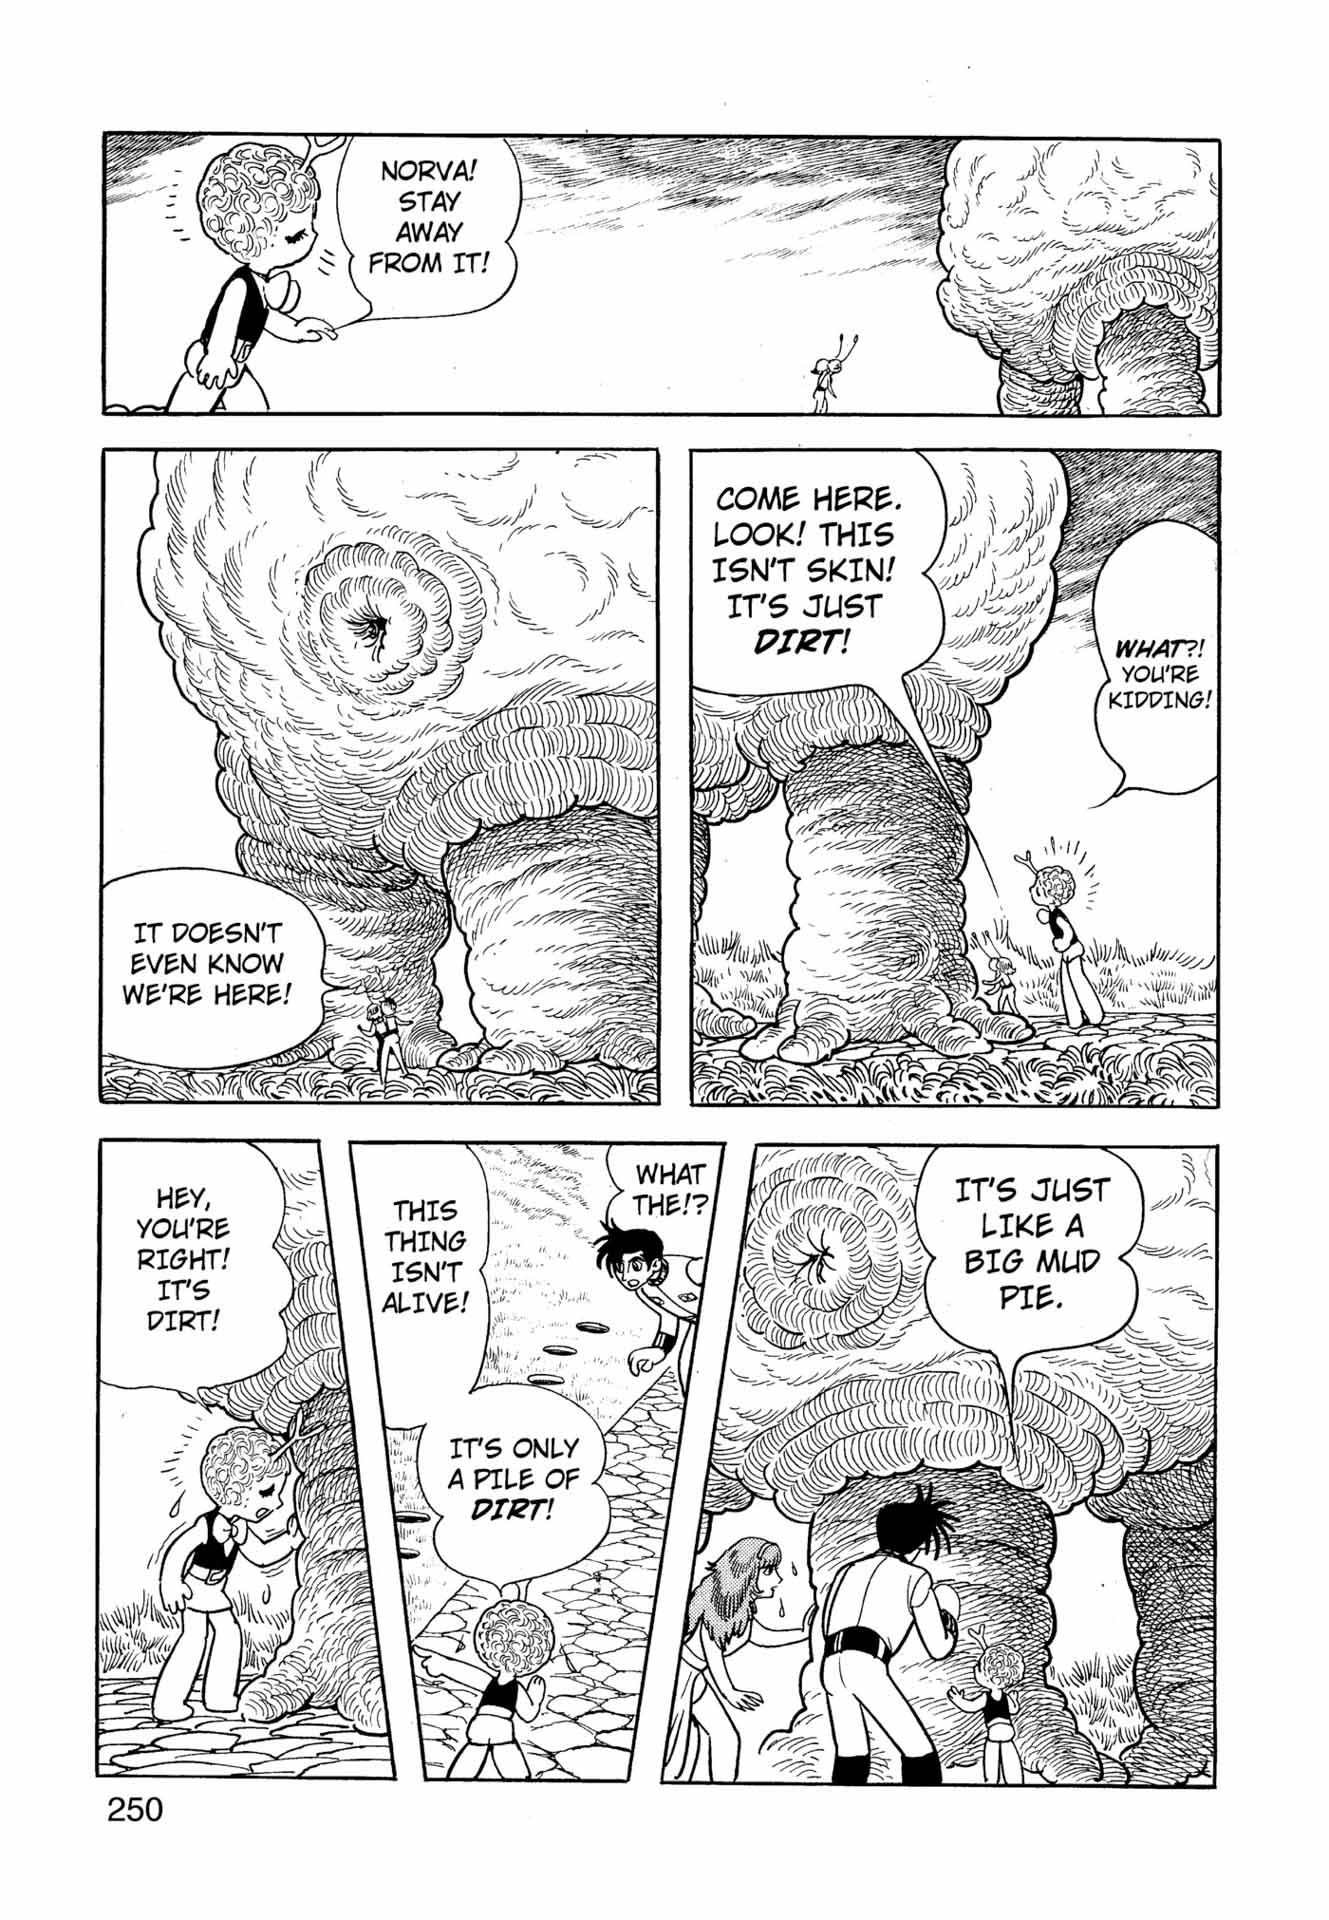 NORVA!
STAY
AWAY
FROM IT!
IT DOESN'T
EVEN KNOW
WE'RE HERE!
COME HERE.
LOOK! THIS
ISN'T SKIN!
IT'S JUST
DIRT!
WHAT?!
YOU'RE
KIDDING!
HEY,
YOU'RE
RIGHT!
IT'S
DIRT!
THIS
THING
ISN'T
ALIVE!
WHAT
THE!?
IT'S ONLY
A PILE OF
DIRT!
IT'S JUST
LIKE A
BIG MUD
PIE.
250